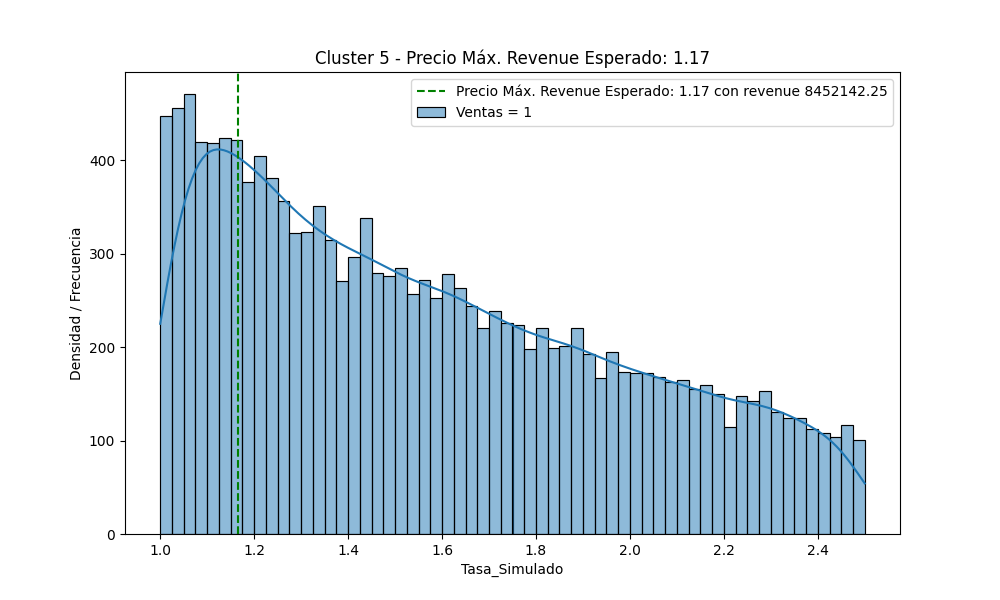 Cluster 5 - Precio Máx. Revenue Esperado: 1.17
Precio Máx. Revenue Esperado: 1.17 con revenue 8452142.25
Ventas = 1
Densidad / Frecuencia
400
300
200
100
0
1.0 1.2 1.4 1.6 1.8 2.0 2.2 2.4
Tasa_Simulado